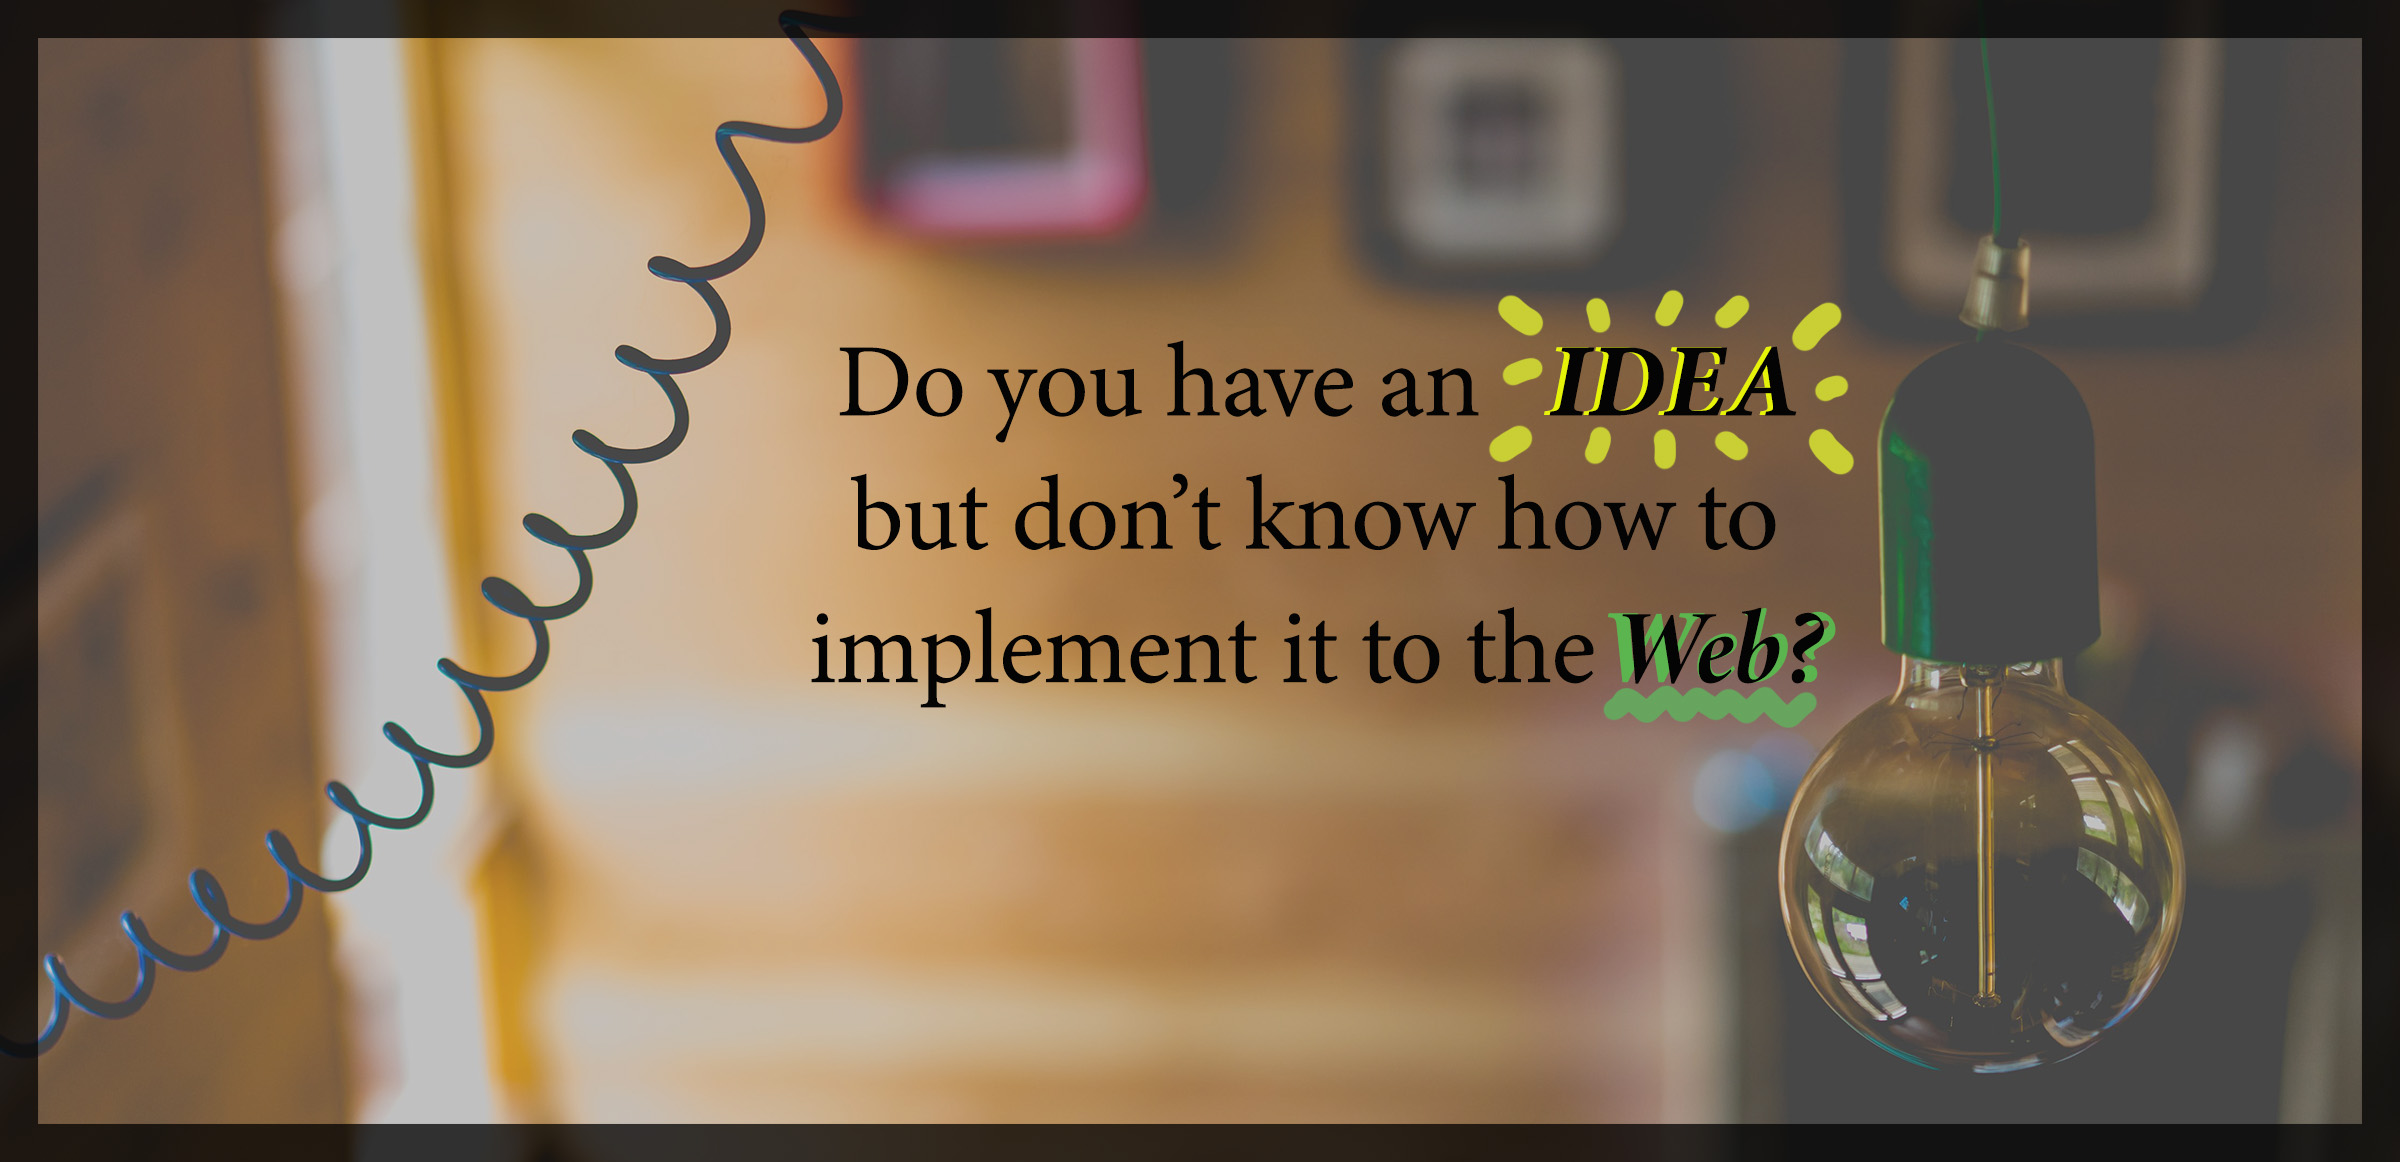 Do you have an IDEA
but don’t know how to
implement it to the Web?